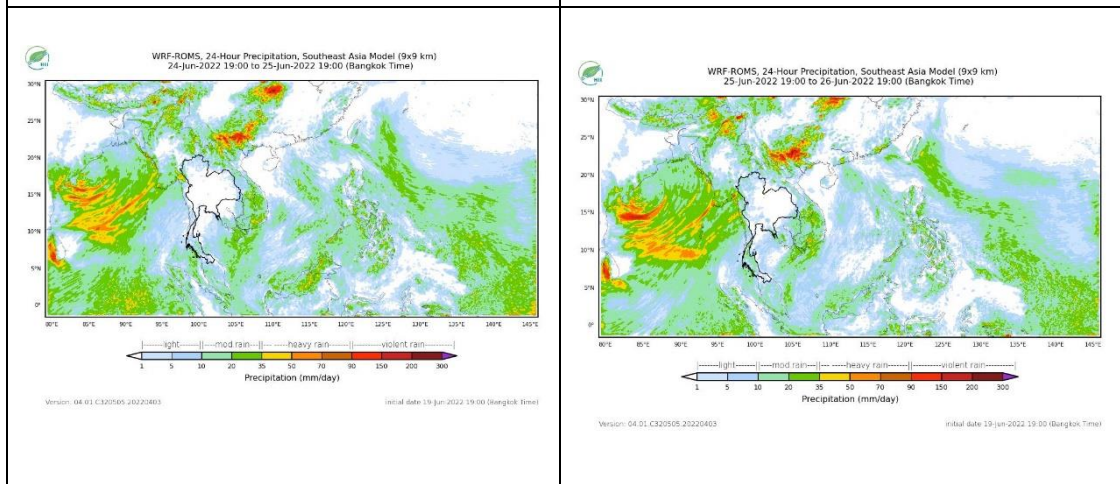 WRF-ROMS, 24-Hour Precipitation, Southeast Asia Model (9x9 km)
24-Jun-2022 19:00 to 25-Jun-2022 19:00 (Bangkok Time)
30°N
25°N
20°N
15°N
10°N
5°N
0°
80°E 85°E 90°E 95°E 100°E 105°E 110°E 115°E 120°E 125°E 130°E 135°E 140°E 145°E
|-------light-------||----mod rain---||--- --------heavy rain-----------||----------violent rain-----------|
1 5 10 20 35 50 70 90 150 200 300
Precipitation (mm/day)
Version: 04.01.C320505.20220403
initial date 19-Jun-2022 19:00 (Bangkok Time)
WRF-ROMS, 24-Hour Precipitation, Southeast Asia Model (9x9 km)
25-Jun-2022 19:00 to 26-Jun-2022 19:00 (Bangkok Time)
30°N
25°N
20°N
15°N
10°N
5°N
0°
80°E 85°E 90°E 95°E 100°E 105°E 110°E 115°E 120°E 125°E 130°E 135°E 140°E 145°E
|-------light-------||----mod rain---||--- --------heavy rain-----------||----------violent rain-----------|
1 5 10 20 35 50 70 90 150 200 300
Precipitation (mm/day)
Version: 04.01.C320505.20220403
initial date 19-Jun-2022 19:00 (Bangkok Time)